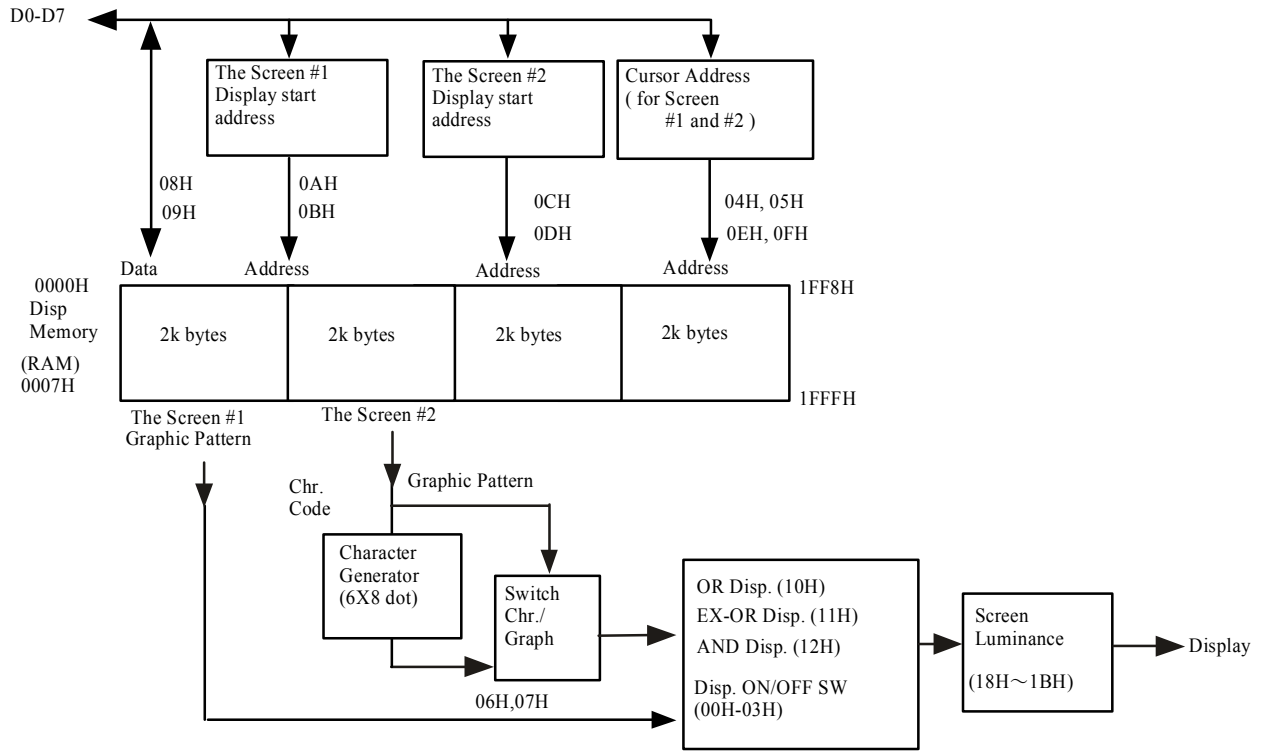 D0-D7
The Screen #1
Display start
address
The Screen #2
Display start
address
Cursor Address
( for Screen
#1 and #2 )
08H
09H
0AH
0BH
0CH
0DH
04H, 05H
0EH, 0FH
Data
Address
Address
Address
0000H
Disp
Memory
(RAM)
0007H
2k bytes
2k bytes
2k bytes
2k bytes
1FF8H
1FFFH
The Screen #1
Graphic Pattern
The Screen #2
Chr.
Code
Graphic Pattern
Character
Generator
(6X8 dot)
Switch
Chr./
Graph
06H,07H
OR Disp. (10H)
EX-OR Disp. (11H)
AND Disp. (12H)
Disp. ON/OFF SW
(00H-03H)
Screen
Luminance
(18H～1BH)
Display